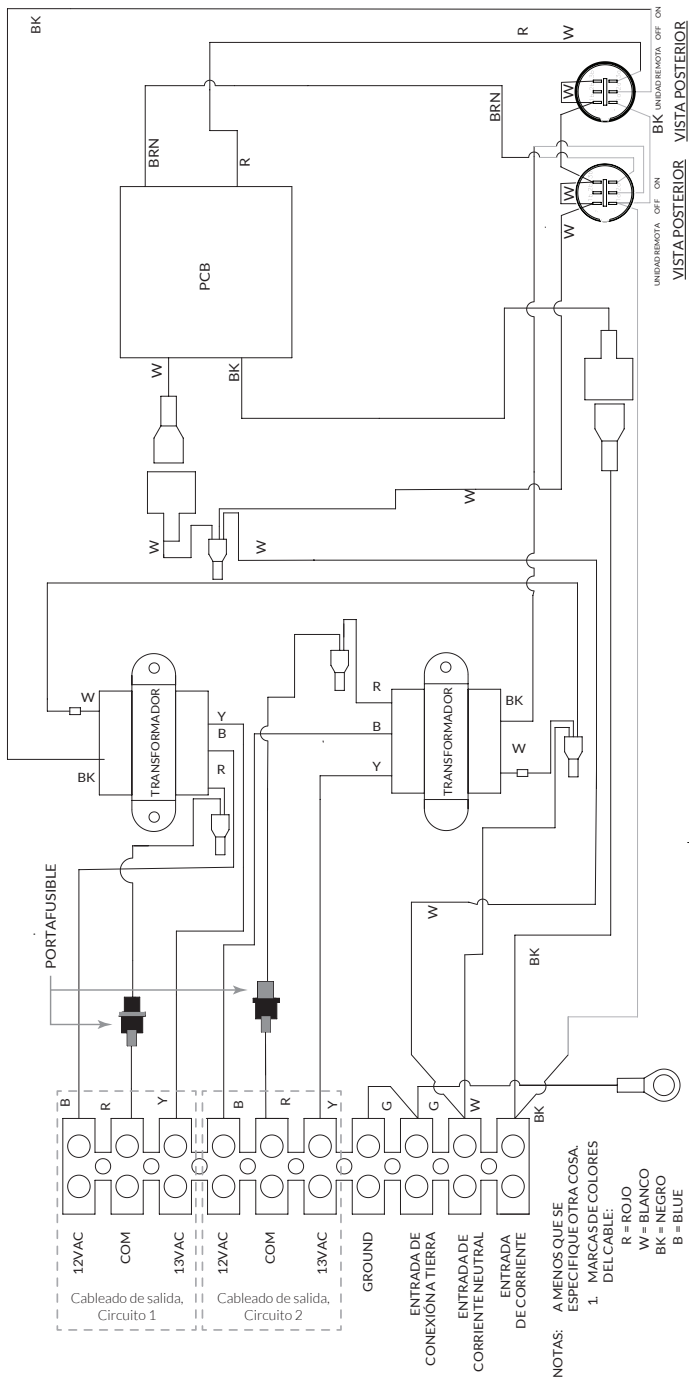 BK
R
W
BRN
R
BRN
PCB
W
BK
W
W
W
W
W
BK
UNIDAD REMOTA OFF ON
VISTA POSTERIOR
UNIDAD REMOTA OFF ON
VISTA POSTERIOR
W
W
BK
TRANSFORMADOR
Y
B
R
R
B
Y
TRANSFORMADOR
BK
W
PORTAFUSIBLE
W
BK
B
R
Y
B
R
Y
G
G
W
BK
12VAC
COM
13VAC
Cableado de salida,
Circuito 1
12VAC
COM
13VAC
Cableado de salida,
Circuito 2
GROUND
ENTRADA DE
CONEXIÓN A TIERRA
ENTRADA DE
CORRIENTE NEUTRAL
ENTRADA
DE CORRIENTE
NOTAS: A MENOS QUE SE
ESPECIFIQUE OTRA COSA.
1. MARCAS DE COLORES
DEL CABLE:
R = ROJO
W = BLANCO
BK = NEGRO
B = BLUE